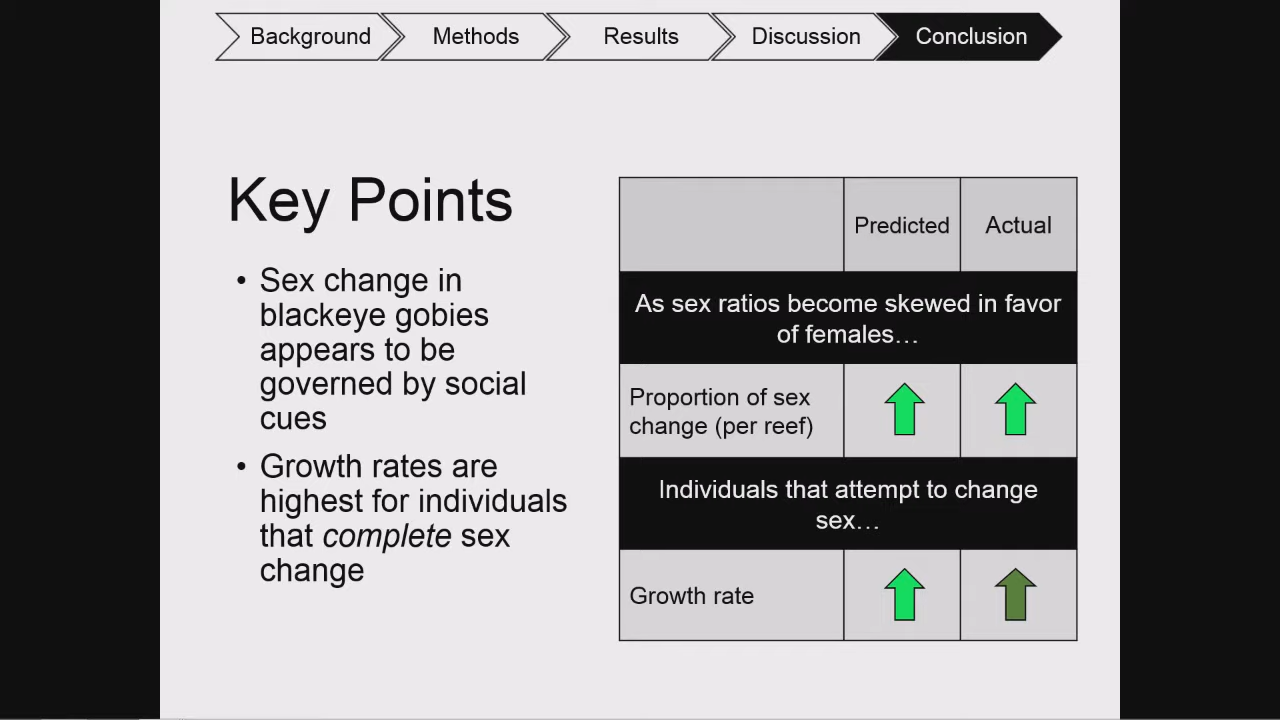 Background Methods Results Discussion Conclusion
Key Points
• Sex change in
blackeye gobies
appears to be
governed by social
cues
• Growth rates are
highest for individuals
that complete sex
change
Predicted Actual
As sex ratios become skewed in favor
of females…
Proportion of sex
change (per reef)
Individuals that attempt to change
sex…
Growth rate